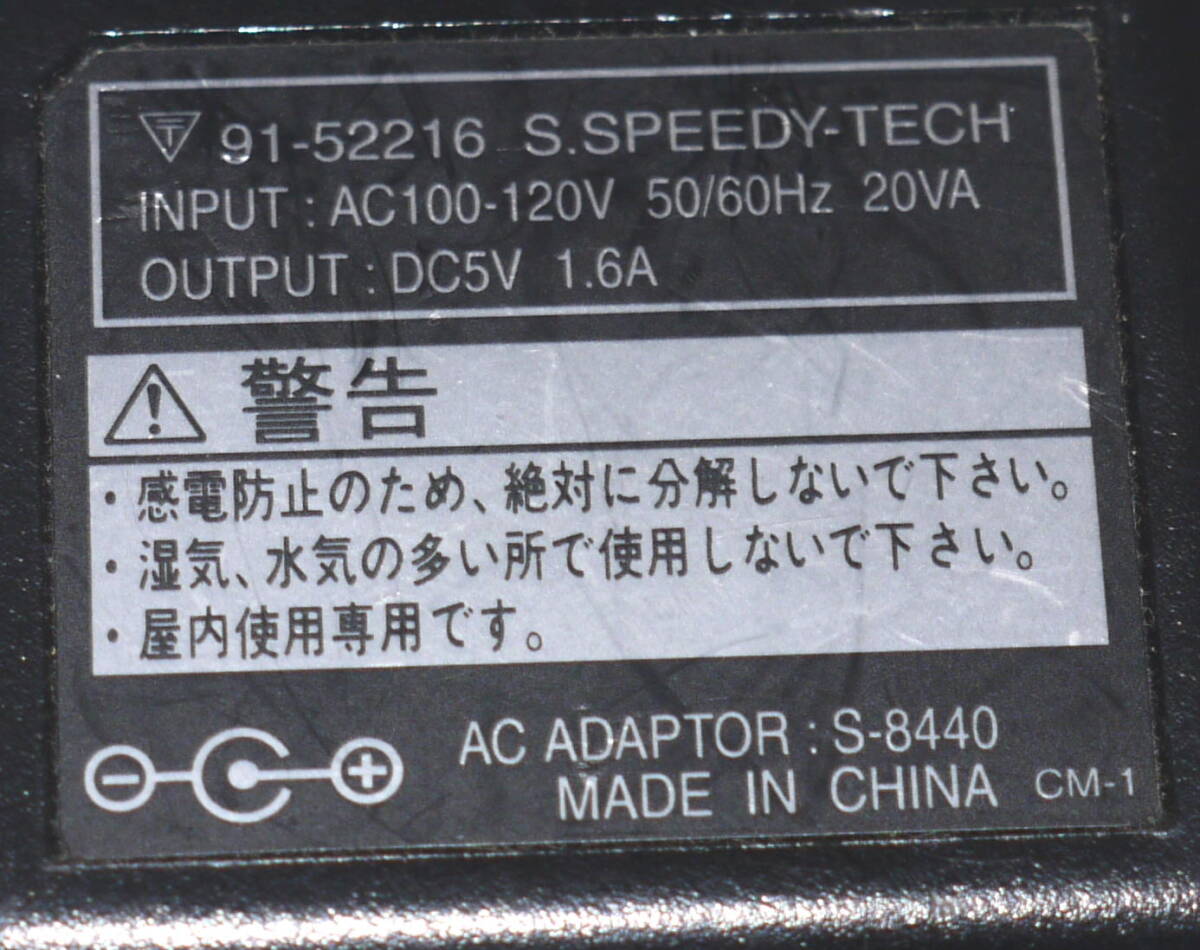 91-52216 S.SPEEDY-TECH
INPUT : AC100-120V 50/60Hz 20VA
OUTPUT : DC5V 1.6A
警告
・感電防止のため、絶対に分解しないで下さい。
・湿気、水気の多い所で使用しないで下さい。
・屋内使用専用です。
AC ADAPTOR : S-8440
MADE IN CHINA CM-1